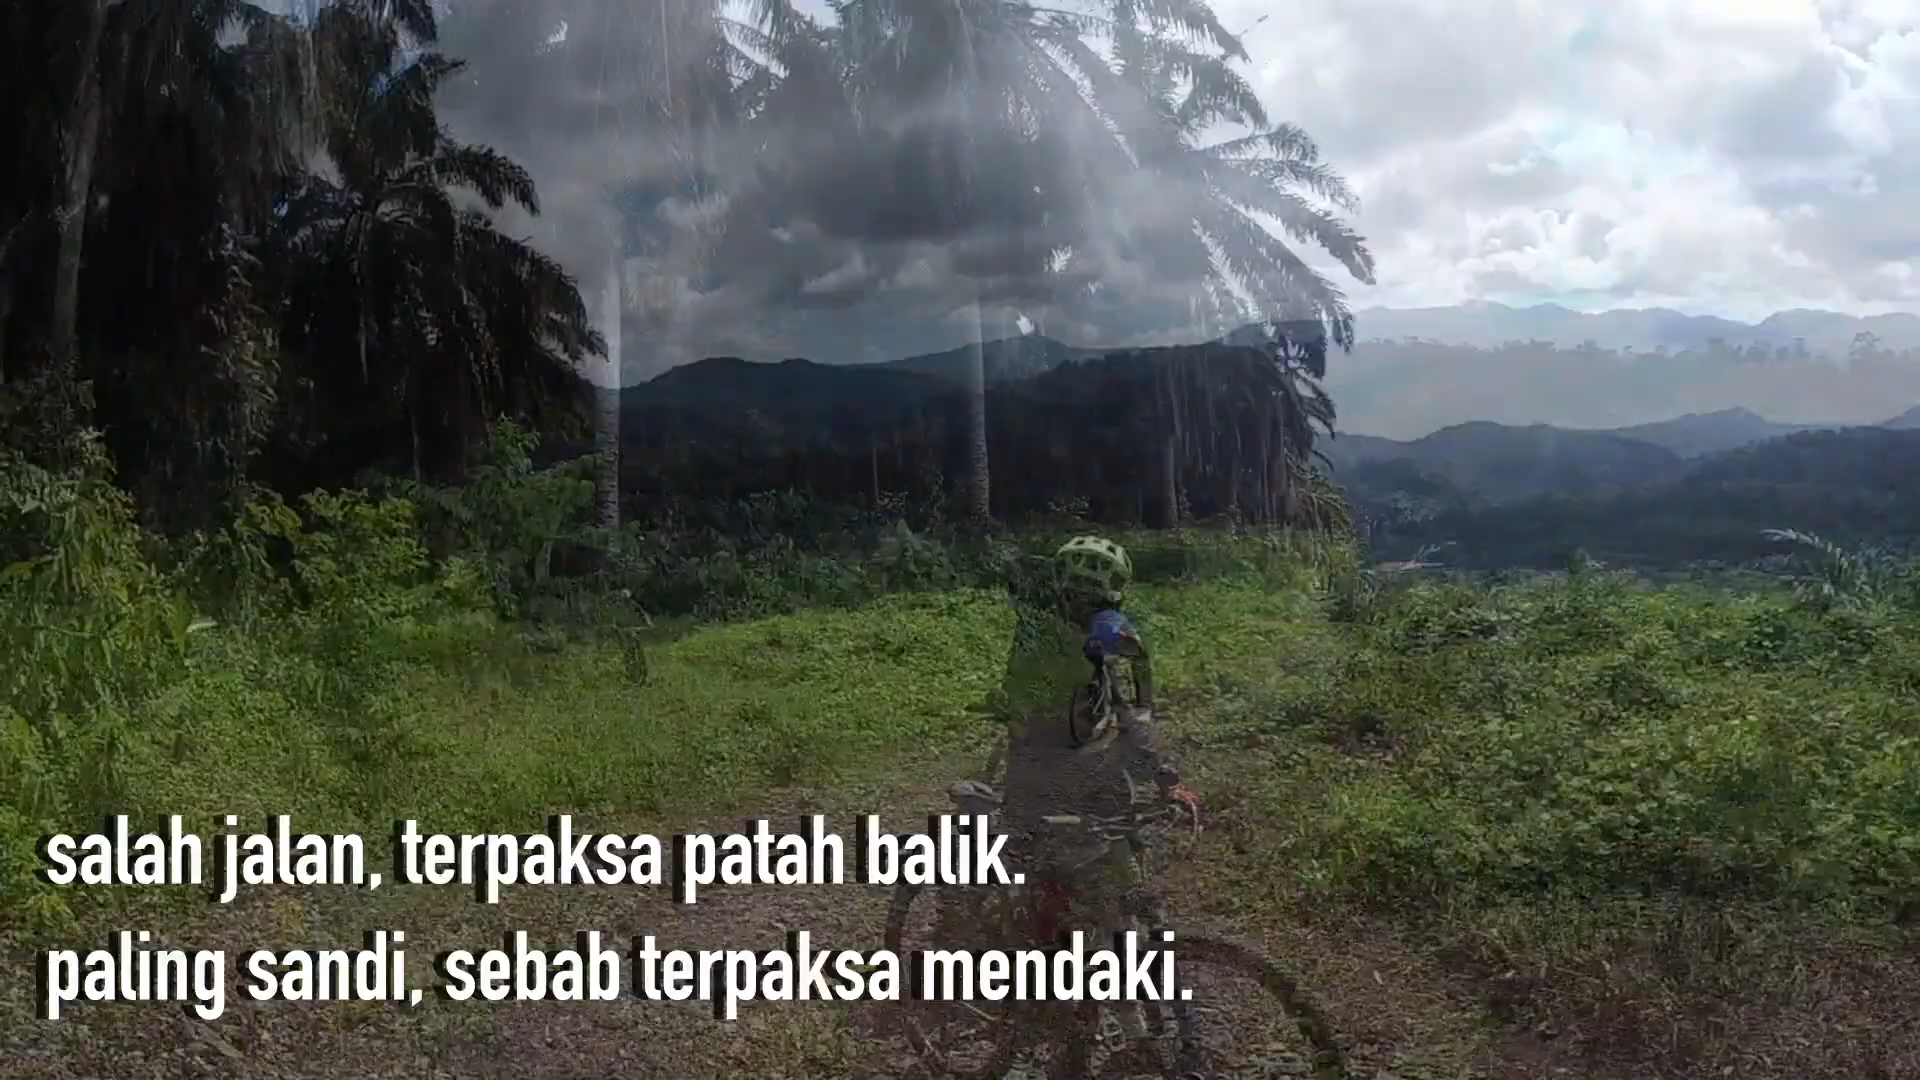 salah jalan, terpaksa patah balik.
paling sandi, sebab terpaksa mendaki.